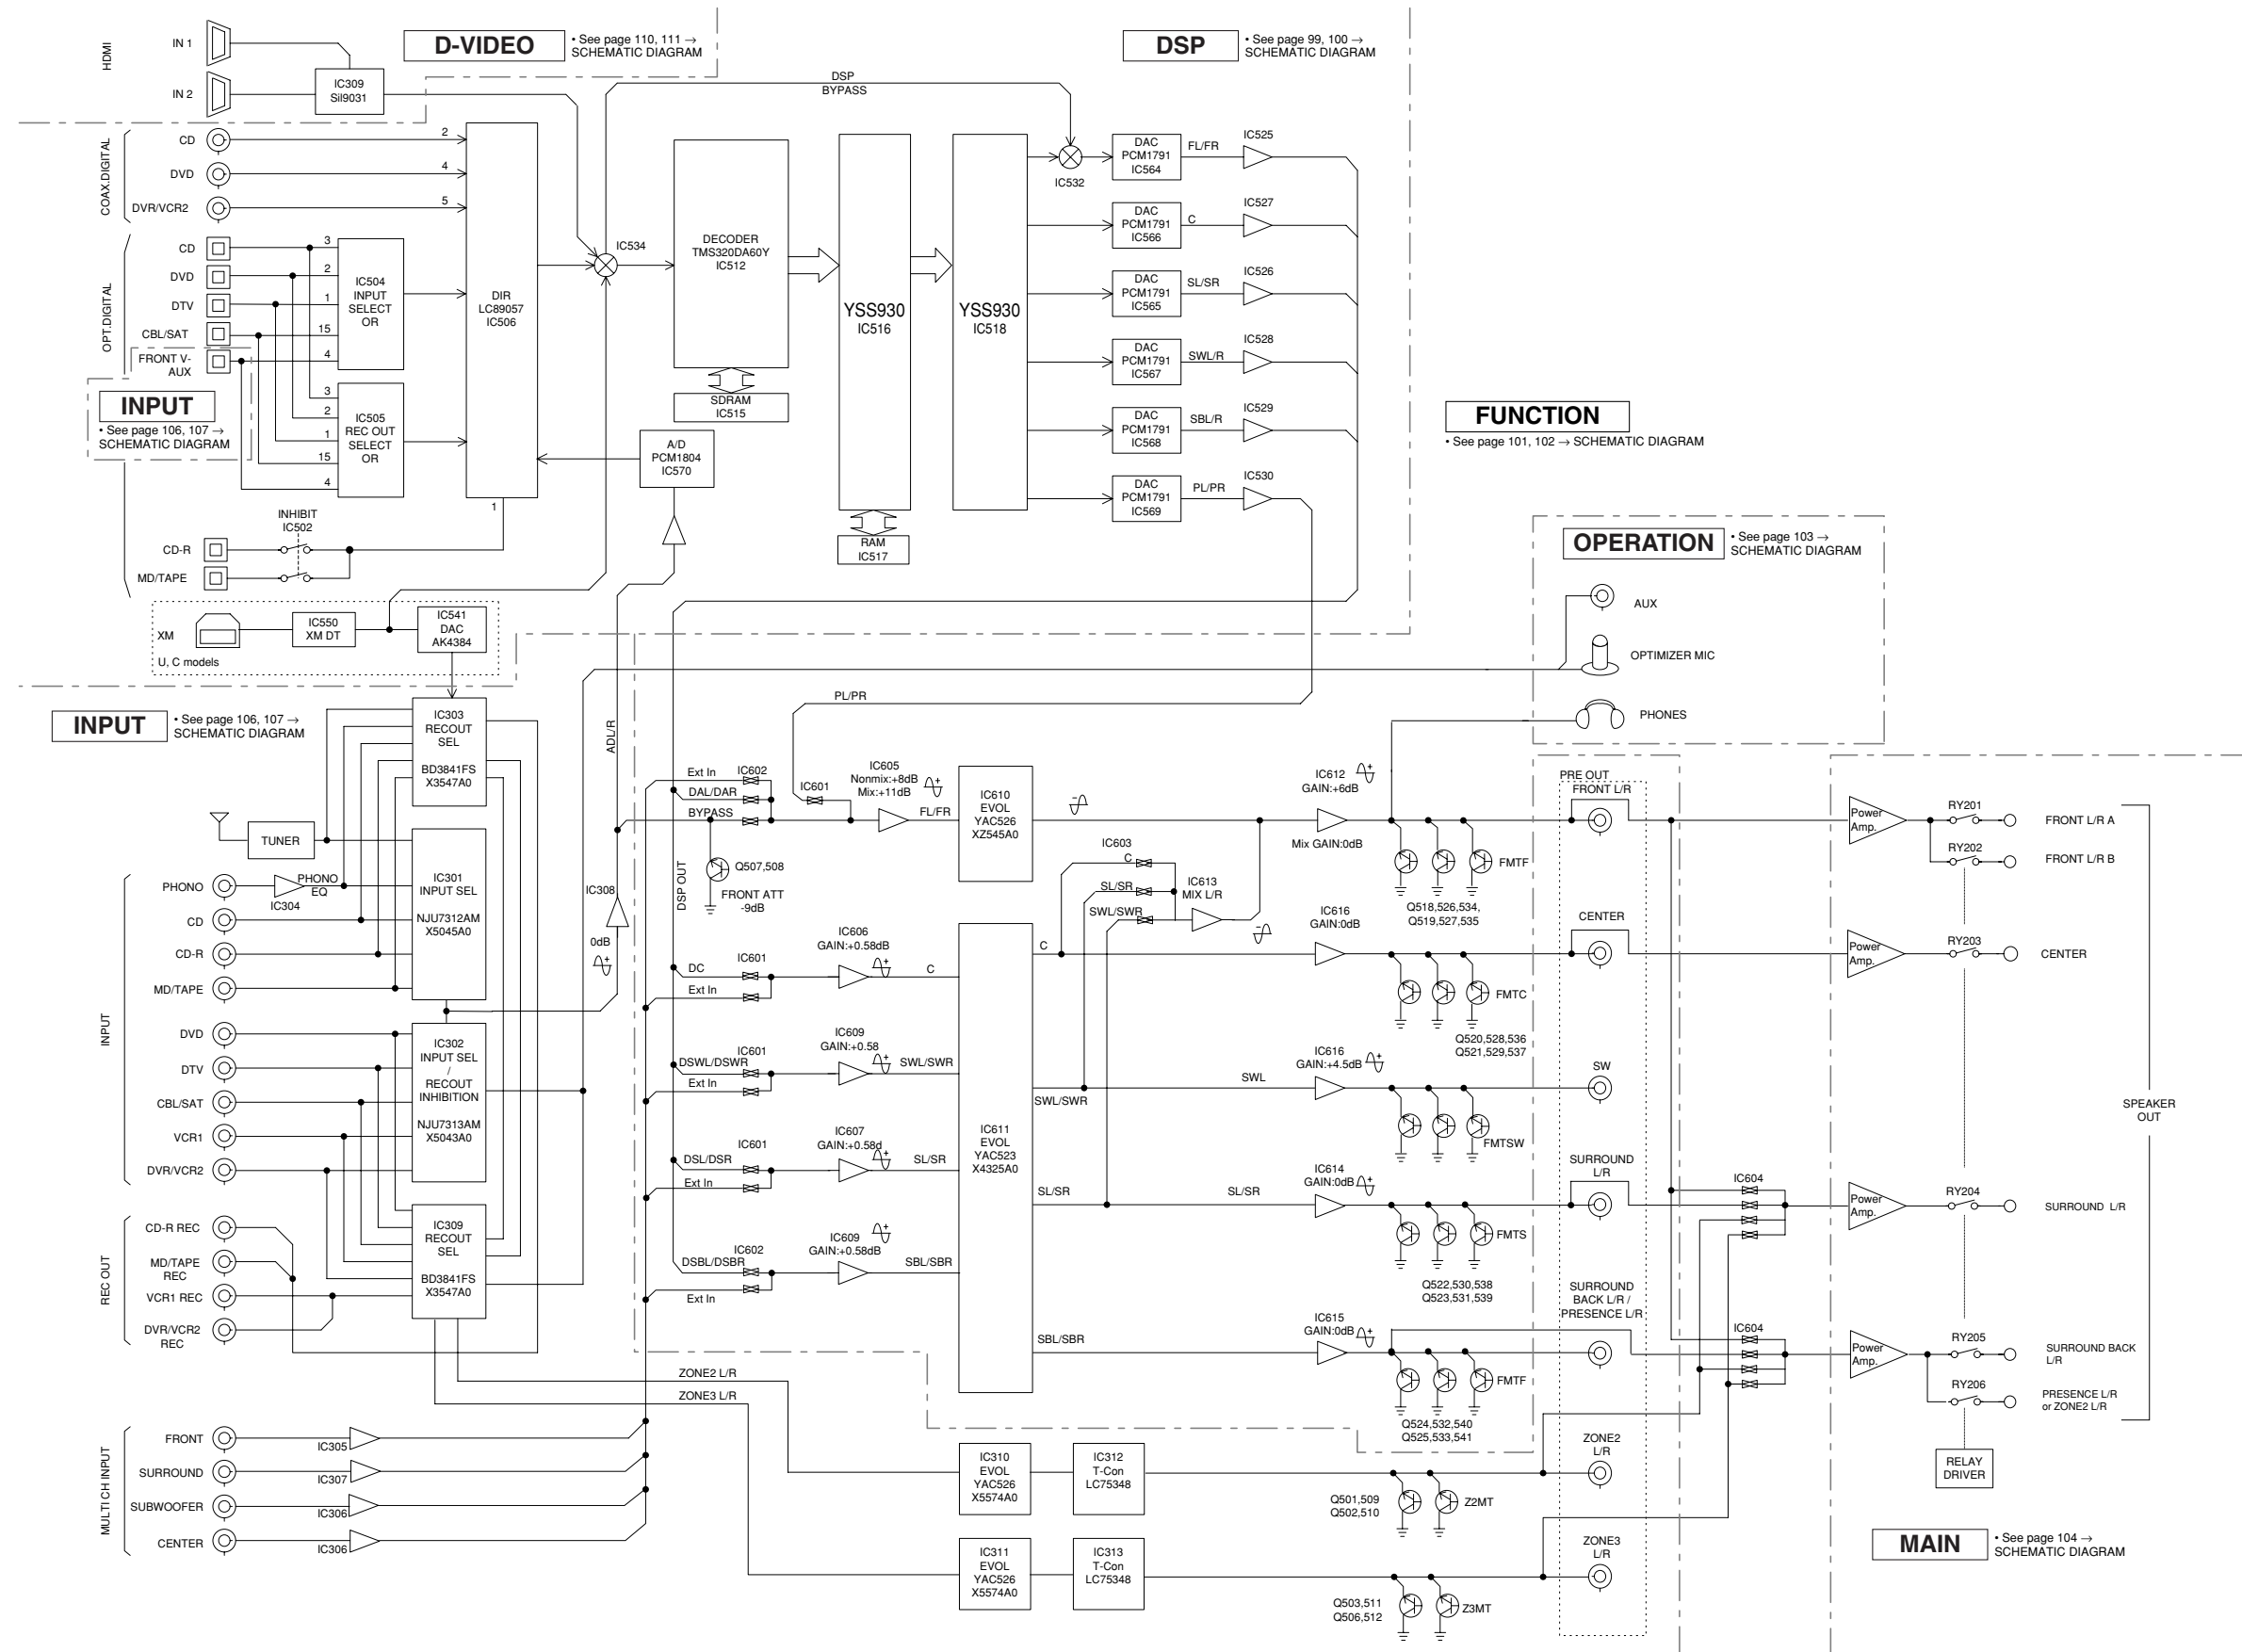 HDMI
IN 1
IN 2
IC309
Sil9031
D-VIDEO
• See page 110, 111 →
SCHEMATIC DIAGRAM
DSP
• See page 99, 100 →
SCHEMATIC DIAGRAM
DSP
BYPASS
COAX.DIGITAL
CD
DVD
DVR/VCR2
2
4
5
OPT.DIGITAL
CD
DVD
DTV
CBL/SAT
FRONT V-
AUX
3
2
1
15
4
IC504
INPUT
SELECT
OR
3
2
1
15
4
IC505
REC OUT
SELECT
OR
INPUT
• See page 106, 107 →
SCHEMATIC DIAGRAM
DIR
LC89057
IC506
1
INHIBIT
IC502
CD-R
MD/TAPE
IC534
DECODER
TMS320DA60Y
IC512
SDRAM
IC515
A/D
PCM1804
IC570
YSS930
IC516
RAM
IC517
YSS930
IC518
IC532
DAC
PCM1791
IC564
FL/FR
IC525
DAC
PCM1791
IC566
C
IC527
DAC
PCM1791
IC565
SL/SR
IC526
DAC
PCM1791
IC567
SWL/R
IC528
DAC
PCM1791
IC568
SBL/R
IC529
DAC
PCM1791
IC569
PL/PR
IC530
FUNCTION
• See page 101, 102 → SCHEMATIC DIAGRAM
OPERATION
• See page 103 →
SCHEMATIC DIAGRAM
AUX
OPTIMIZER MIC
PHONES
XM
IC550
XM DT
IC541
DAC
AK4384
U, C models
INPUT
• See page 106, 107 →
SCHEMATIC DIAGRAM
IC303
RECOUT
SEL
BD3841FS
X3547A0
TUNER
IC301
INPUT SEL
NJU7312AM
X5045A0
INPUT
PHONO
CD
CD-R
MD/TAPE
DVD
DTV
CBL/SAT
VCR1
DVR/VCR2
PHONO
EQ
IC304
IC302
INPUT SEL
/
RECOUT
INHIBITION
NJU7313AM
X5043A0
REC OUT
CD-R REC
MD/TAPE
REC
VCR1 REC
DVR/VCR2
REC
IC309
RECOUT
SEL
BD3841FS
X3547A0
MULTI CH INPUT
FRONT
SURROUND
SUBWOOFER
CENTER
IC305
IC307
IC306
IC306
ADL/R
IC308
0dB
+
DSP OUT
PL/PR
Ext In
DAL/DAR
BYPASS
IC602
Q507,508
FRONT ATT
-9dB
IC601
IC605
Nonmix:+8dB
Mix:+11dB
+
FL/FR
IC610
EVOL
YAC526
XZ545A0
−
IC603
C
SL/SR
SWL/SWR
IC613
MIX L/R
−
IC612
GAIN:+6dB
+
Mix GAIN:0dB
FMTF
Q518,526,534,
Q519,527,535
DC
Ext In
IC601
IC606
GAIN:+0.58dB
+
C
DSWL/DSWR
Ext In
IC601
IC609
GAIN:+0.58
+
SWL/SWR
DSL/DSR
Ext In
IC601
IC607
GAIN:+0.58d
+
SL/SR
DSBL/DSBR
Ext In
IC602
IC609
GAIN:+0.58dB
+
SBL/SBR
IC611
EVOL
YAC523
X4325A0
C
SWL/SWR
SL/SR
SBL/SBR
IC616
GAIN:0dB
FMTC
Q520,528,536
Q521,529,537
SWL
IC616
GAIN:+4.5dB
+
FMTSW
SL/SR
IC614
GAIN:0dB
+
FMTS
Q522,530,538
Q523,531,539
IC615
GAIN:0dB
+
FMTF
Q524,532,540
Q525,533,541
PRE OUT
FRONT L/R
CENTER
SW
SURROUND
L/R
SURROUND
BACK L/R /
PRESENCE L/R
ZONE2
L/R
ZONE3
L/R
ZONE2 L/R
ZONE3 L/R
IC310
EVOL
YAC526
X5574A0
IC312
T-Con
LC75348
Q501,509
Q502,510
Z2MT
IC311
EVOL
YAC526
X5574A0
IC313
T-Con
LC75348
Q503,511
Q506,512
Z3MT
IC604
IC604
Power
Amp.
RY201
FRONT L/R A
RY202
FRONT L/R B
Power
Amp.
RY203
CENTER
Power
Amp.
RY204
SURROUND L/R
Power
Amp.
RY205
SURROUND BACK
L/R
RY206
PRESENCE L/R
or ZONE2 L/R
SPEAKER
OUT
RELAY
DRIVER
MAIN
• See page 104 →
SCHEMATIC DIAGRAM